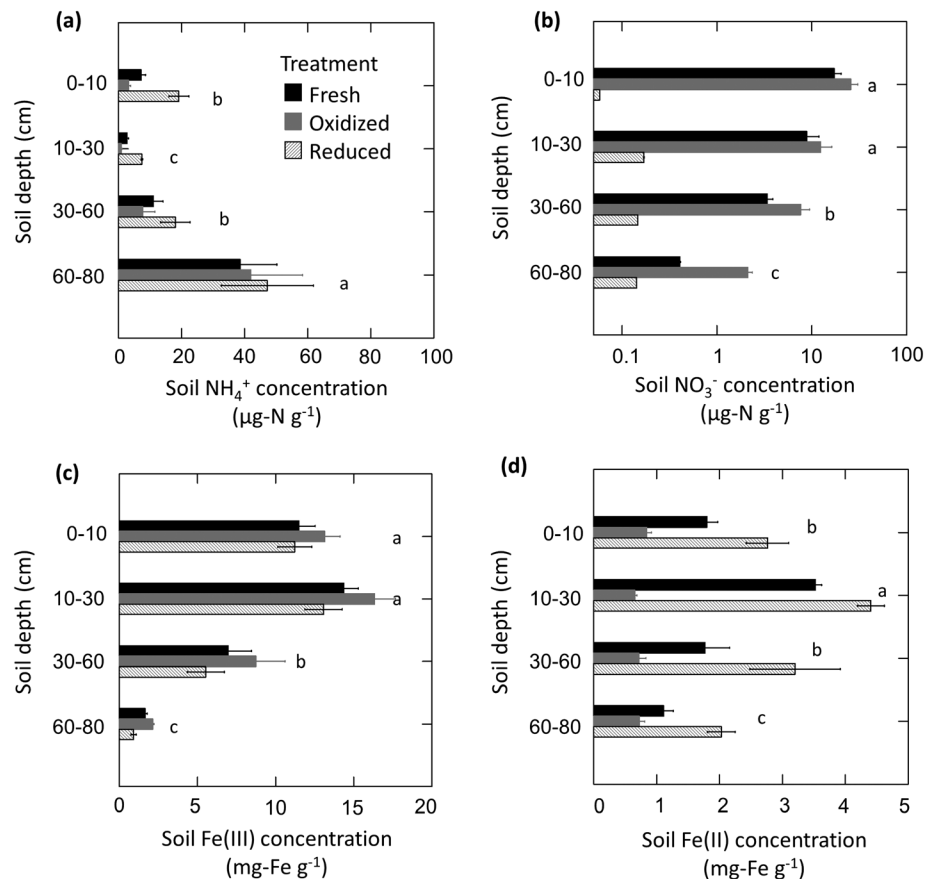 (a)
Soil depth (cm)
0-10
10-30
30-60
60-80
Treatment
Fresh
Oxidized
Reduced
b
c
b
a
0 20 40 60 80 100
Soil NH₄⁺ concentration
(µg-N g⁻¹)
(b)
Soil depth (cm)
0-10
10-30
30-60
60-80
a
a
b
c
0.1 1 10 100
Soil NO₃⁻ concentration
(µg-N g⁻¹)
(c)
Soil depth (cm)
0-10
10-30
30-60
60-80
a
a
b
c
0 5 10 15 20
Soil Fe(III) concentration
(mg-Fe g⁻¹)
(d)
Soil depth (cm)
0-10
10-30
30-60
60-80
b
a
b
c
0 1 2 3 4 5
Soil Fe(II) concentration
(mg-Fe g⁻¹)